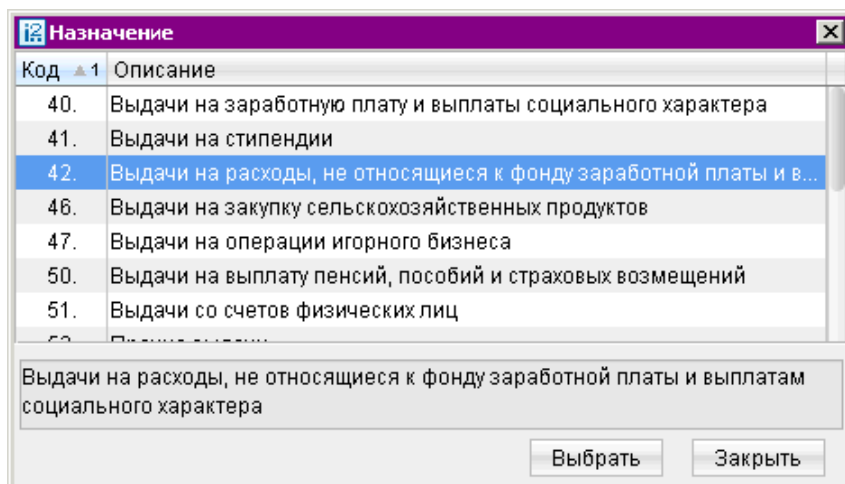 Назначение
Код 1 Описание
40. Выдачи на заработную плату и выплаты социального характера
41. Выдачи на стипендии
42. Выдачи на расходы, не относящиеся к фонду заработной платы и в...
46. Выдачи на закупку сельскохозяйственных продуктов
47. Выдачи на операции игорного бизнеса
50. Выдачи на выплату пенсий, пособий и страховых возмещений
51. Выдачи со счетов физических лиц
Выдачи на расходы, не относящиеся к фонду заработной платы и выплатам
социального характера
Выбрать Закрыть